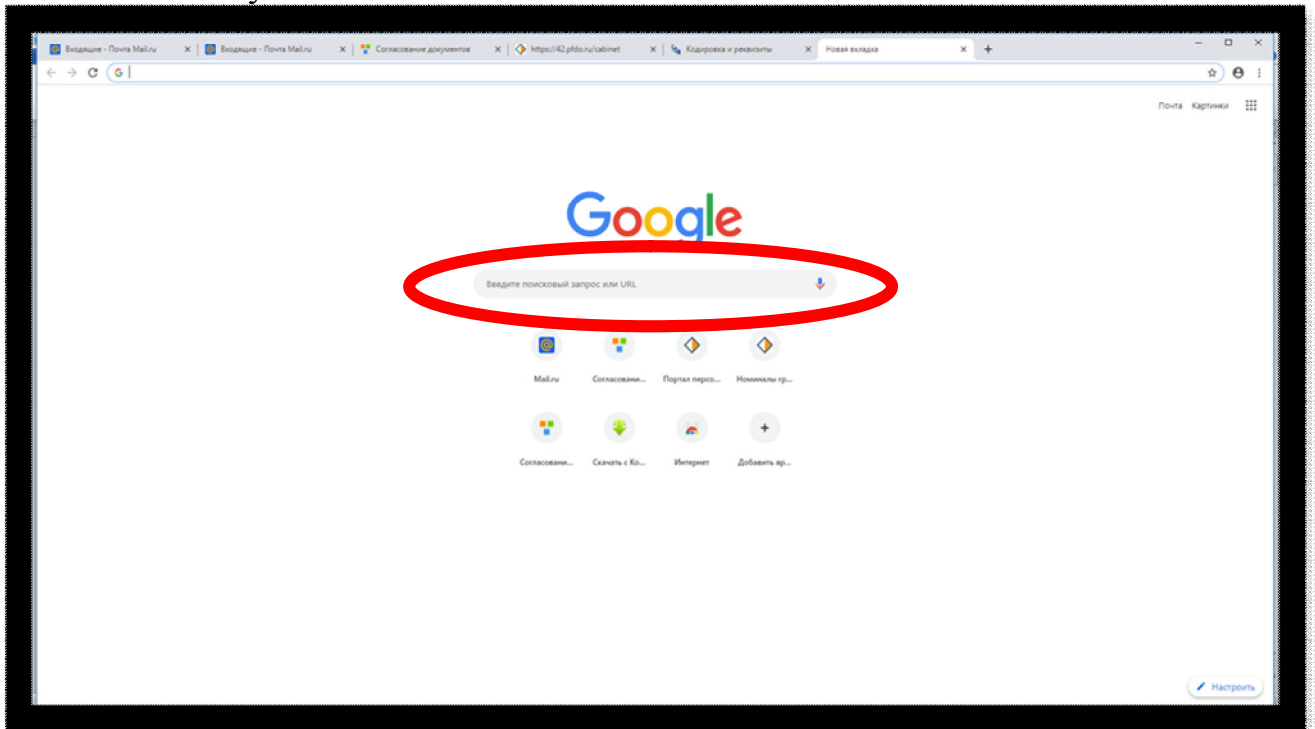 Входящие - Почта Mail.ru
Входящие - Почта Mail.ru
Согласование документов
https://42.pfdo.ru/cabinet
Кодировка и реквизиты
Новая вкладка
Почта Картинки
Google
Введите поисковый запрос или URL
Mail.ru
Согласовани...
Портал персо...
Номиналы гр...
Согласовани...
Скачать с Ко...
Интернет
Добавить яр...
Настроить